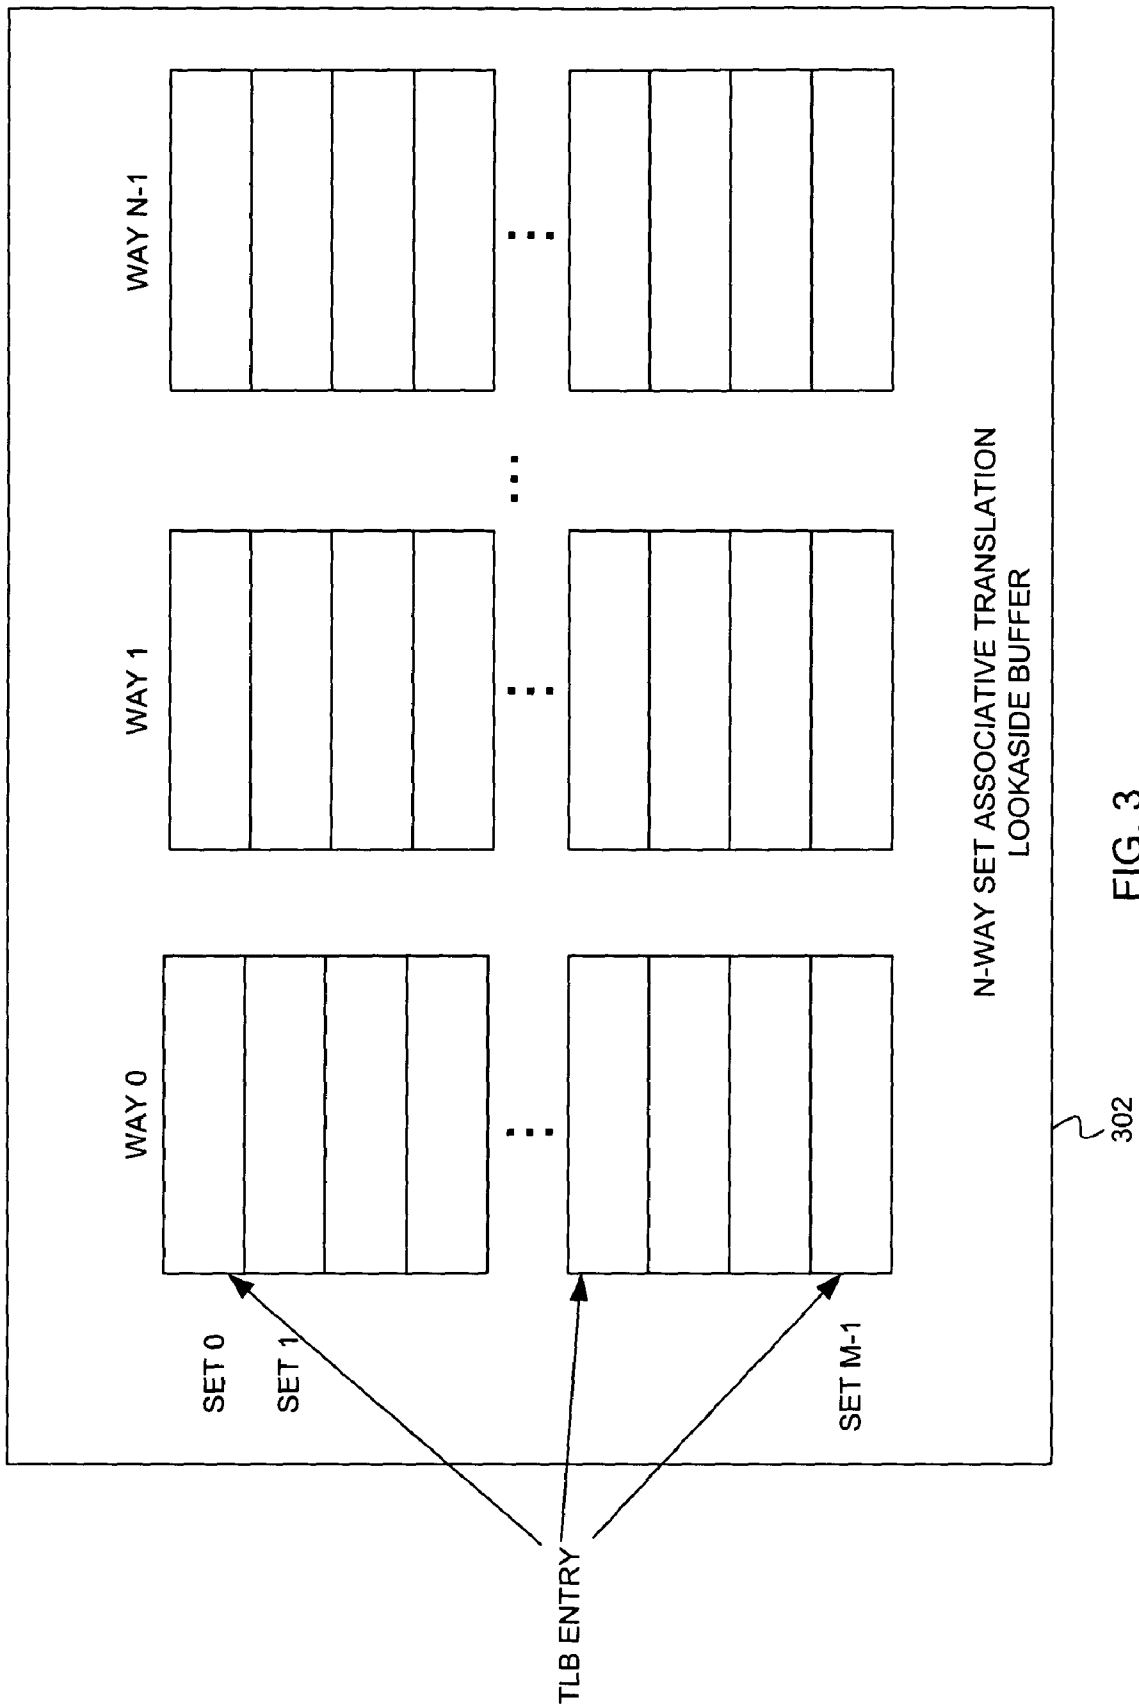 WAY 0
WAY 1
WAY N-1
SET 0
SET 1
SET M-1
TLB ENTRY
N-WAY SET ASSOCIATIVE TRANSLATION
LOOKASIDE BUFFER
302
FIG. 3